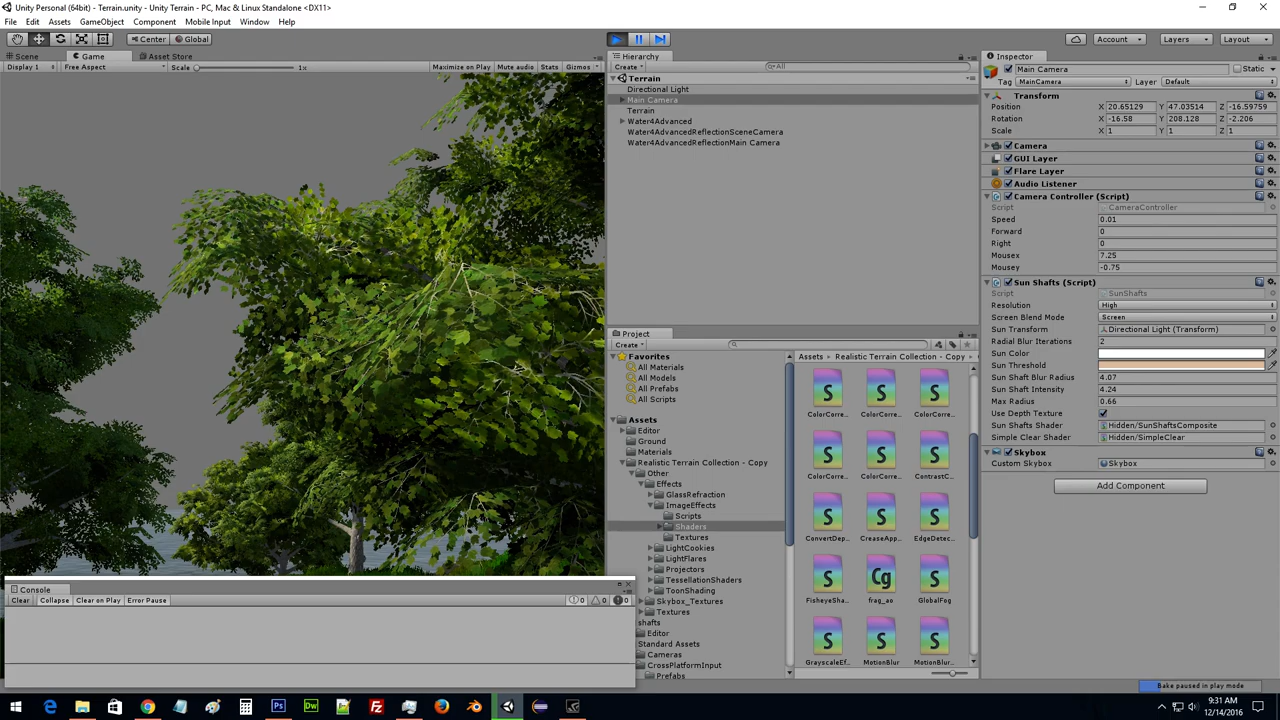 Unity Personal (64bit) - Terrain.unity - Unity Terrain - PC, Mac & Linux Standalone <DX11>
File Edit Assets GameObject Component Mobile Input Window Help
Center Global Account Layers Layout
Scene Game Asset Store
Display 1 Free Aspect Scale 1x Maximize on Play Mute audio Stats Gizmos
Hierarchy
Create All
Terrain
Directional Light
Main Camera
Terrain
Water4Advanced
Water4AdvancedReflectionSceneCamera
Water4AdvancedReflectionMain Camera
Project
Create
Favorites
All Materials
All Models
All Prefabs
All Scripts
Assets
Editor
Ground
Materials
Realistic Terrain Collection - Copy
Other
Effects
GlassRefraction
ImageEffects
Scripts
Shaders
Textures
LightCookies
LightFlares
Projectors
TessellationShaders
ToonShading
Skybox_Textures
Textures
shafts
Editor
Standard Assets
Cameras
CrossPlatformInput
Prefabs
Assets Realistic Terrain Collection - Copy
ColorCorre... ColorCorre... ColorCorre...
ColorCorre... ColorCorre... ContrastC...
ConvertDep... CreaseApp... EdgeDetec...
FisheyeSha... frag_ao GlobalFog
GrayscaleEf... MotionBlur MotionBlur...
Inspector
Main Camera Static
Tag MainCamera Layer Default
Transform
Position X 20.65129 Y 47.03514 Z -16.59759
Rotation X -16.58 Y 208.128 Z -2.206
Scale X 1 Y 1 Z 1
Camera
GUI Layer
Flare Layer
Audio Listener
Camera Controller (Script)
Script CameraController
Speed 0.01
Forward 0
Right 0
Mousex 7.25
Mousey -0.75
Sun Shafts (Script)
Script SunShafts
Resolution High
Screen Blend Mode Screen
Sun Transform Directional Light (Transform)
Radial Blur Iterations 2
Sun Color
Sun Threshold
Sun Shaft Blur Radius 4.07
Sun Shaft Intensity 4.24
Max Radius 0.66
Use Depth Texture
Sun Shafts Shader Hidden/SunShaftsComposite
Simple Clear Shader Hidden/SimpleClear
Skybox
Custom Skybox Skybox
Add Component
Console
Clear Collapse Clear on Play Error Pause 0 0 0
Bake paused in play mode
9:31 AM
12/14/2016